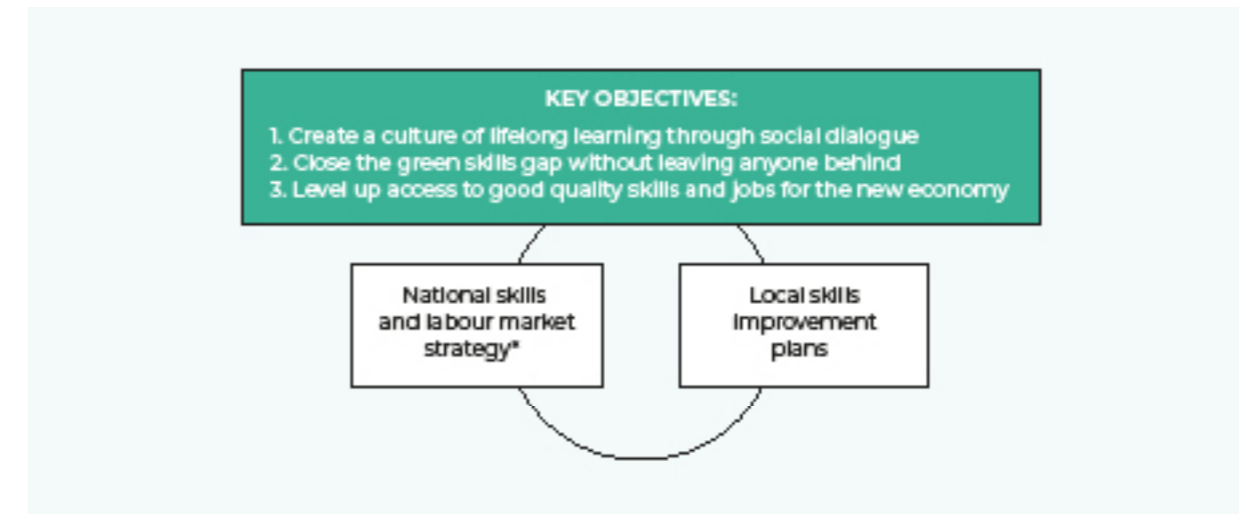 KEY OBJECTIVES:
1. Create a culture of lifelong learning through social dialogue
2. Close the green skills gap without leaving anyone behind
3. Level up access to good quality skills and jobs for the new economy
National skills
and labour market
strategy*
Local skills
improvement
plans